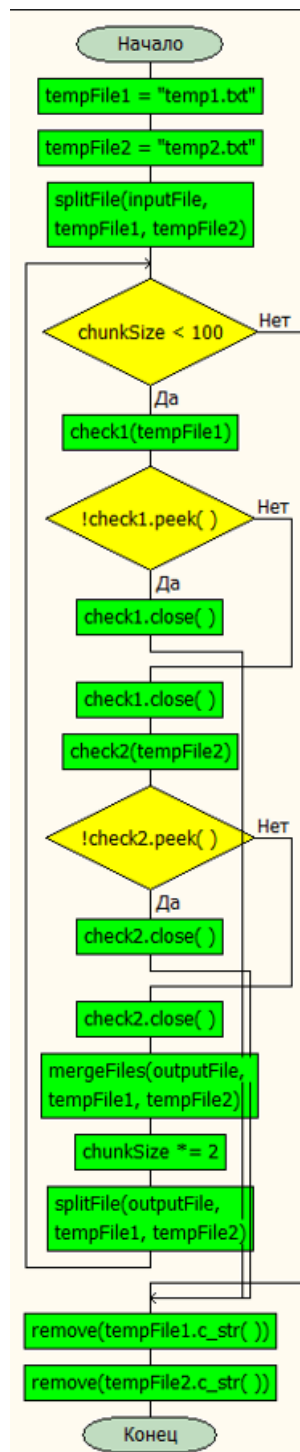 Начало
tempFile1 = "temp1.txt"
tempFile2 = "temp2.txt"
splitFile(inputFile,
tempFile1, tempFile2)
chunkSize < 100
Нет
Да
check1(tempFile1)
!check1.peek( )
Нет
Да
check1.close( )
check1.close( )
check2(tempFile2)
!check2.peek( )
Нет
Да
check2.close( )
check2.close( )
mergeFiles(outputFile,
tempFile1, tempFile2)
chunkSize *= 2
splitFile(outputFile,
tempFile1, tempFile2)
remove(tempFile1.c_str( ))
remove(tempFile2.c_str( ))
Конец